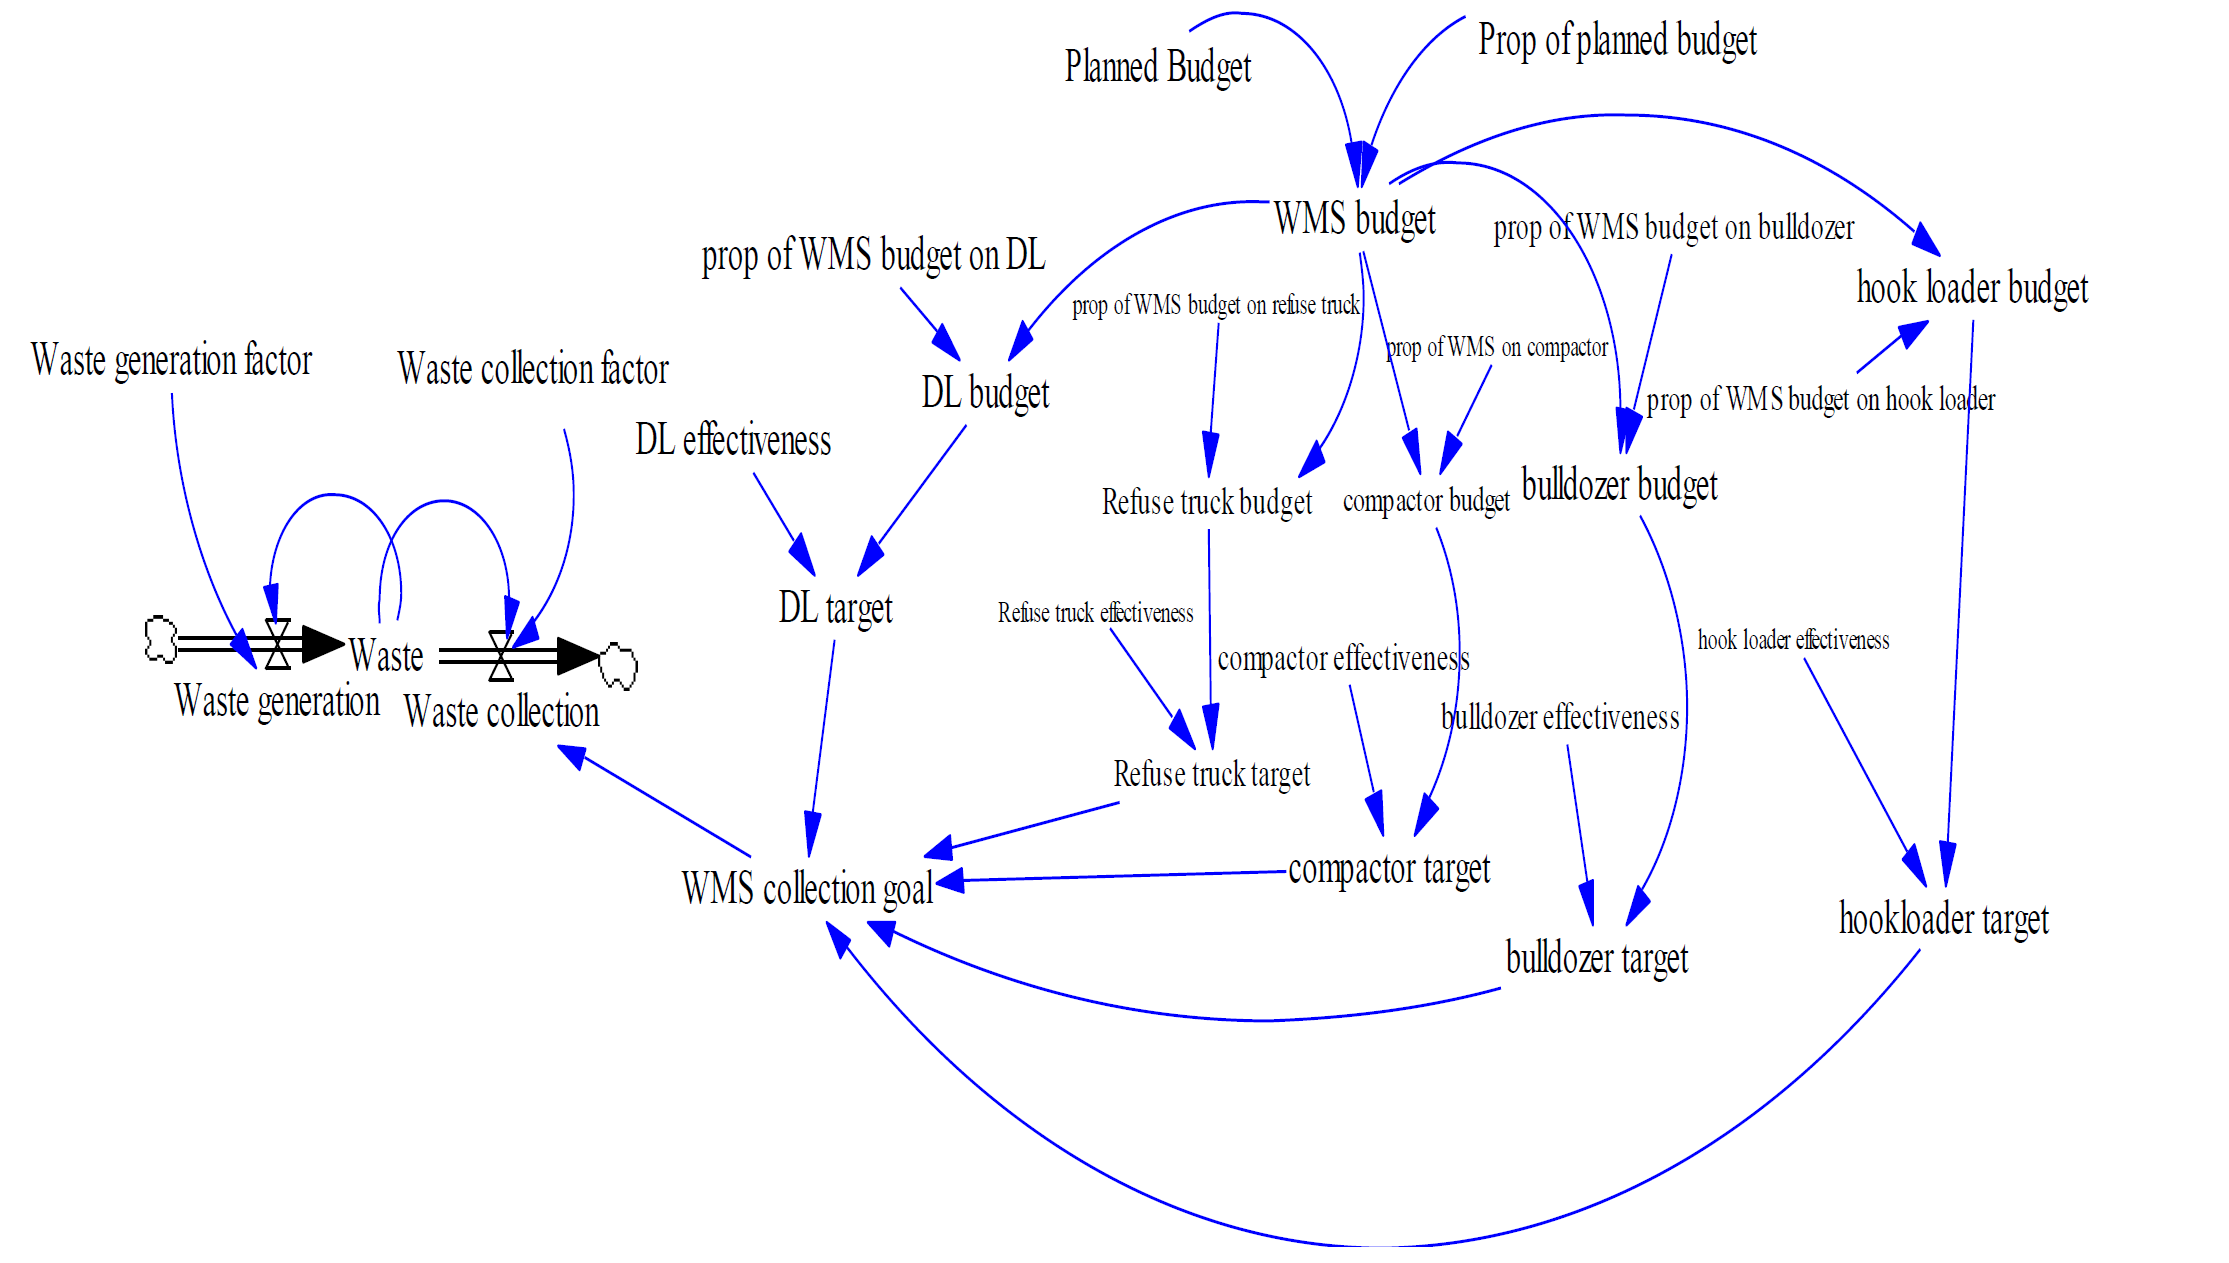 Planned Budget
Prop of planned budget
WMS budget
prop of WMS budget on bulldozer
prop of WMS budget on DL
hook loader budget
prop of WMS budget on refuse truck
Waste generation factor
Waste collection factor
prop of WMS on compactor
DL budget
prop of WMS budget on hook loader
DL effectiveness
Refuse truck budget
compactor budget
bulldozer budget
DL target
Refuse truck effectiveness
Waste
compactor effectiveness
hook loader effectiveness
Waste generation
Waste collection
bulldozer effectiveness
Refuse truck target
WMS collection goal
compactor target
hookloader target
bulldozer target